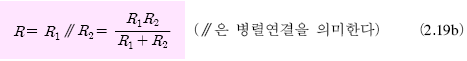 R = R₁ ∥ R₂ = R₁R₂ / (R₁ + R₂) (∥은 병렬연결을 의미한다) (2.19b)